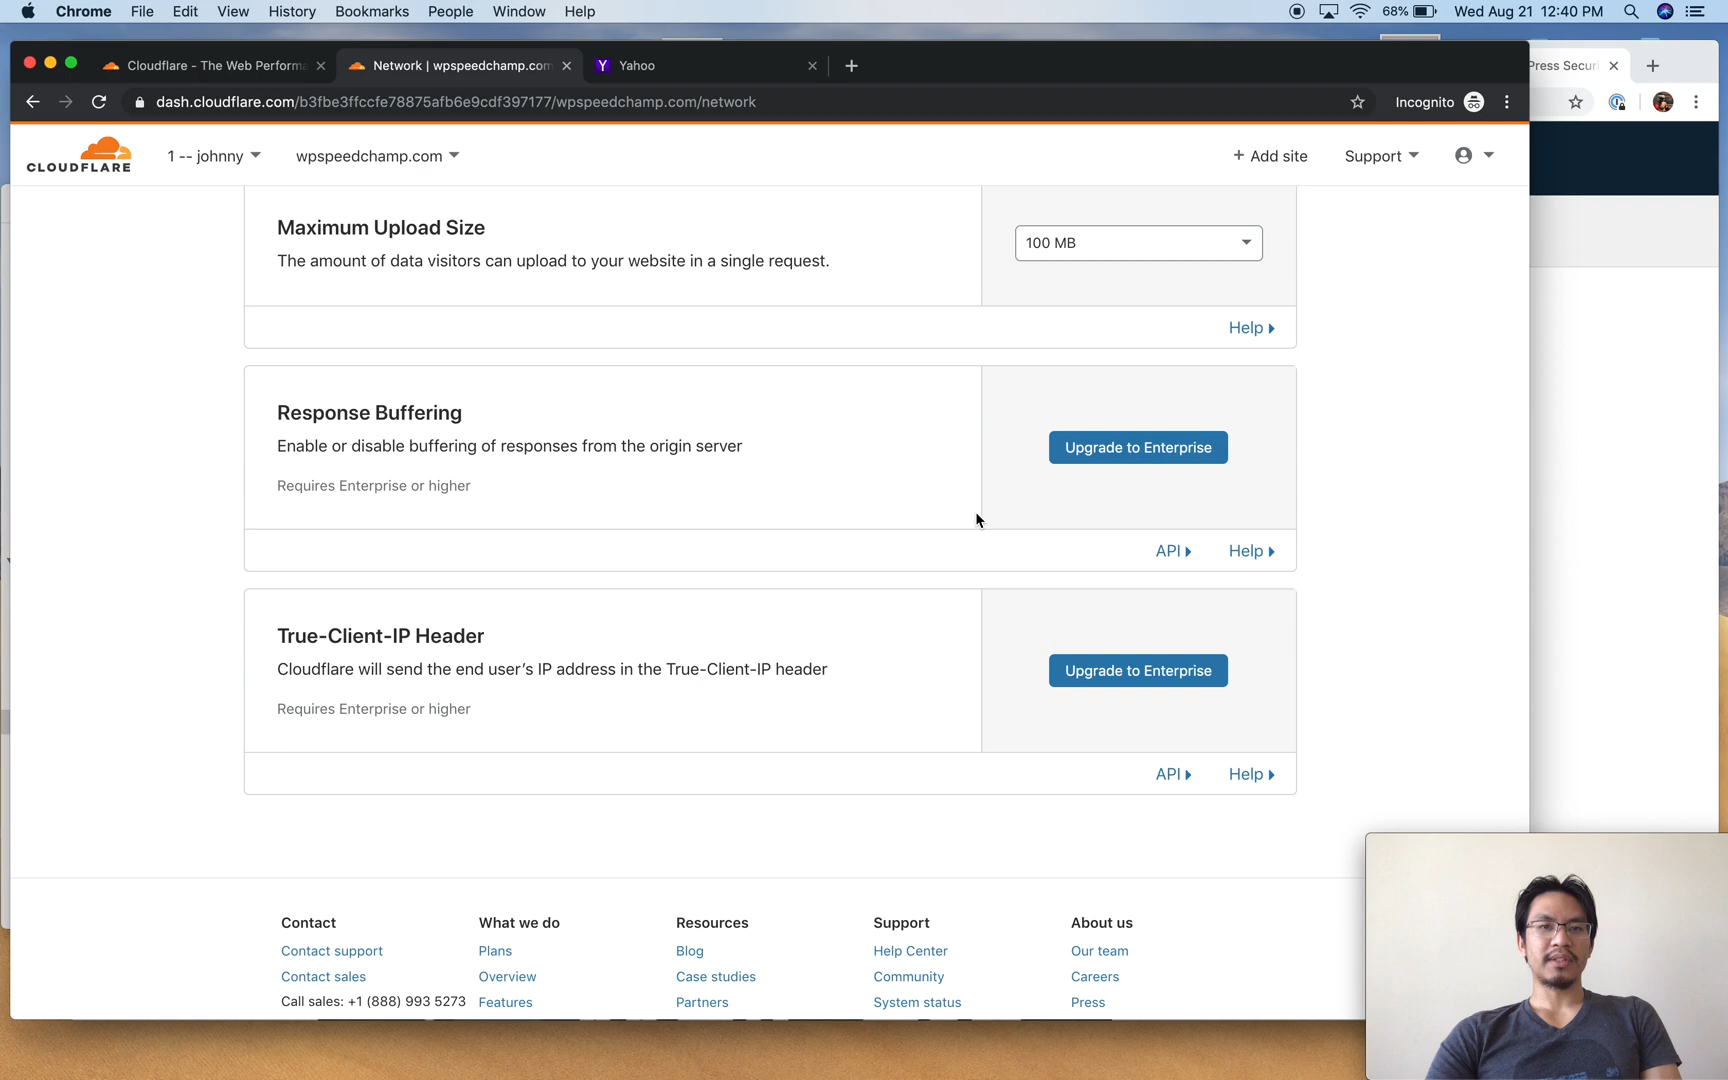 Chrome File Edit View History Bookmarks People Window Help 68% Wed Aug 21 12:40 PM
Cloudflare - The Web Performa Network | wpspeedchamp.com Y Yahoo Press Securi
dash.cloudflare.com/b3fbe3ffccfe78875afb6e9cdf397177/wpspeedchamp.com/network Incognito
CLOUDFLARE 1 -- johnny wpspeedchamp.com + Add site Support
Maximum Upload Size
100 MB
The amount of data visitors can upload to your website in a single request.
Help
Response Buffering
Enable or disable buffering of responses from the origin server
Upgrade to Enterprise
Requires Enterprise or higher
API Help
True-Client-IP Header
Cloudflare will send the end user’s IP address in the True-Client-IP header
Upgrade to Enterprise
Requires Enterprise or higher
API Help
Contact What we do Resources Support About us
Contact support Plans Blog Help Center Our team
Contact sales Overview Case studies Community Careers
Call sales: +1 (888) 993 5273 Features Partners System status Press